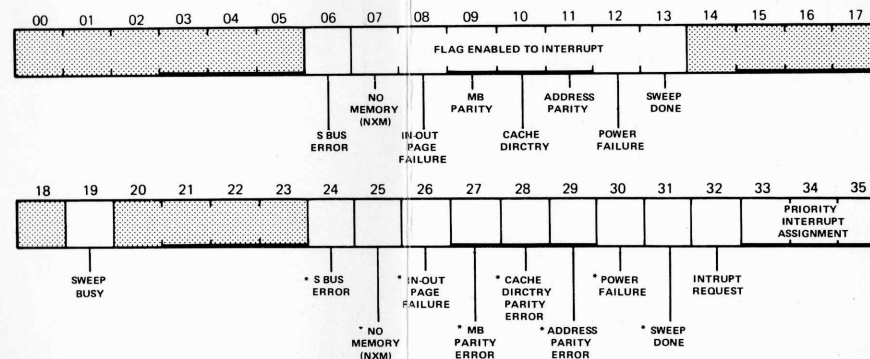 00 01 02 03 04 05 06 07 08 09 10 11 12 13 14 15 16 17
FLAG ENABLED TO INTERRUPT
S BUS
ERROR
NO
MEMORY
(NXM)
IN-OUT
PAGE
FAILURE
MB
PARITY
CACHE
DIRCTRY
ADDRESS
PARITY
POWER
FAILURE
SWEEP
DONE
18 19 20 21 22 23 24 25 26 27 28 29 30 31 32 33 34 35
PRIORITY
INTERRUPT
ASSIGNMENT
SWEEP
BUSY
* S BUS
ERROR
* NO
MEMORY
(NXM)
* IN-OUT
PAGE
FAILURE
* MB
PARITY
ERROR
* CACHE
DIRCTRY
PARITY
ERROR
* ADDRESS
PARITY
ERROR
* POWER
FAILURE
* SWEEP
DONE
INTRUPT
REQUEST